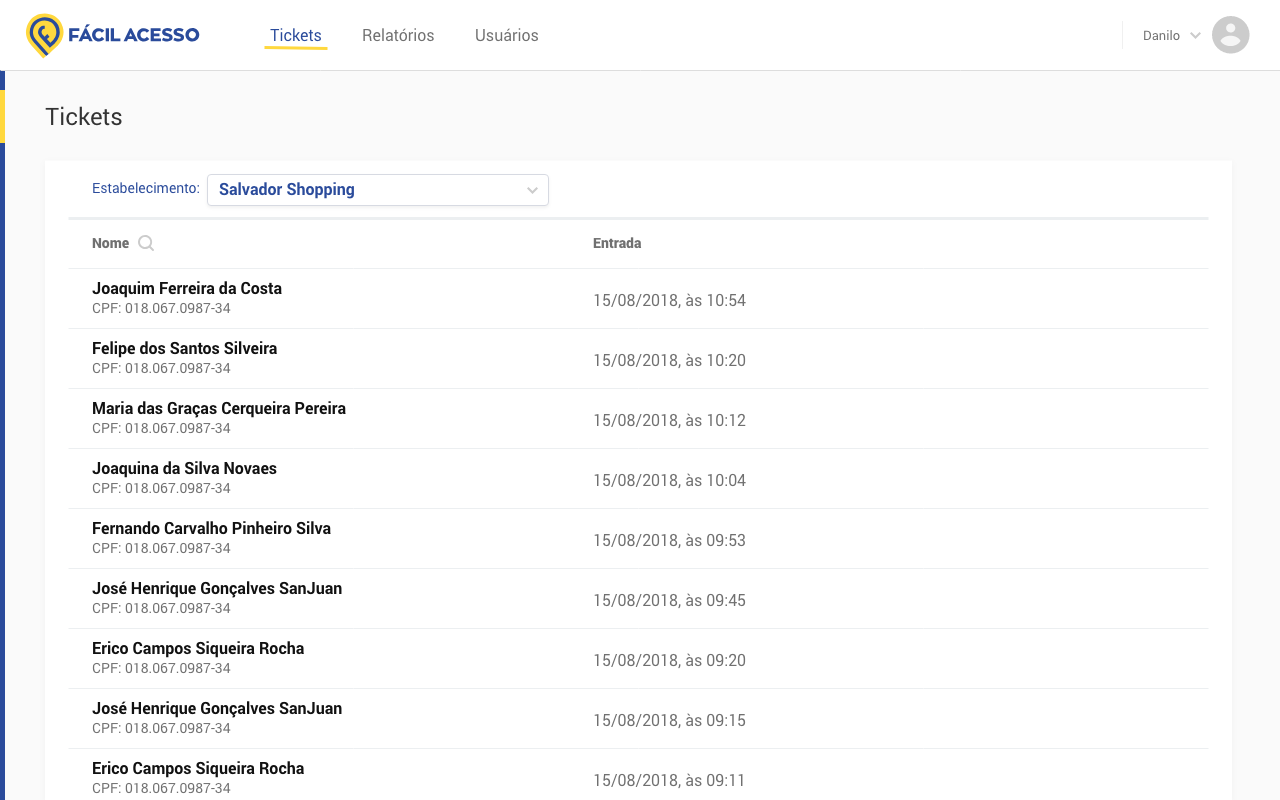 FÁCIL ACESSO
Tickets
Relatórios
Usuários
Danilo
Tickets
Estabelecimento: Salvador Shopping
Nome Entrada
Joaquim Ferreira da Costa
CPF: 018.067.0987-34
15/08/2018, às 10:54
Felipe dos Santos Silveira
CPF: 018.067.0987-34
15/08/2018, às 10:20
Maria das Graças Cerqueira Pereira
CPF: 018.067.0987-34
15/08/2018, às 10:12
Joaquina da Silva Novaes
CPF: 018.067.0987-34
15/08/2018, às 10:04
Fernando Carvalho Pinheiro Silva
CPF: 018.067.0987-34
15/08/2018, às 09:53
José Henrique Gonçalves SanJuan
CPF: 018.067.0987-34
15/08/2018, às 09:45
Erico Campos Siqueira Rocha
CPF: 018.067.0987-34
15/08/2018, às 09:20
José Henrique Gonçalves SanJuan
CPF: 018.067.0987-34
15/08/2018, às 09:15
Erico Campos Siqueira Rocha
CPF: 018.067.0987-34
15/08/2018, às 09:11